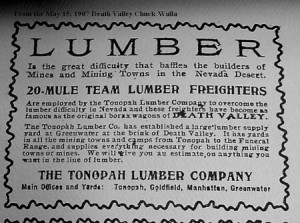 From the May 15, 1907 Death Valley Chuck Walla
LUMBER
Is the great difficulty that baffles the builders of
Mines and Mining Towns in the Nevada Desert.
20-MULE TEAM LUMBER FREIGHTERS
Are employed by the Tonopah Lumber Company to overcome the
lumber difficulty in Nevada and these freighters have become as
famous as the original borax wagons of DEATH VALLEY.
The Tonopah Lumber Co. has established a large lumber supply
yard at Greenwater at the brink of Death Valley. It has yards
in all the mining towns and camps from Tonopah to the Funeral
Range, and supplies everything necessary for building mining
towns or mines. We will give you an estimate on anything you
want in the line of lumber.
THE TONOPAH LUMBER COMPANY
Main Offices and Yards: Tonopah, Goldfield, Manhattan, Greenwater